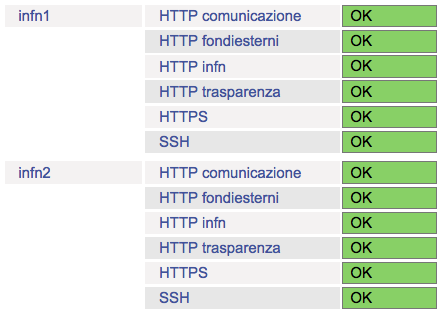 infn1 HTTP comunicazione OK
HTTP fondiesterni OK
HTTP infn OK
HTTP trasparenza OK
HTTPS OK
SSH OK
infn2 HTTP comunicazione OK
HTTP fondiesterni OK
HTTP infn OK
HTTP trasparenza OK
HTTPS OK
SSH OK